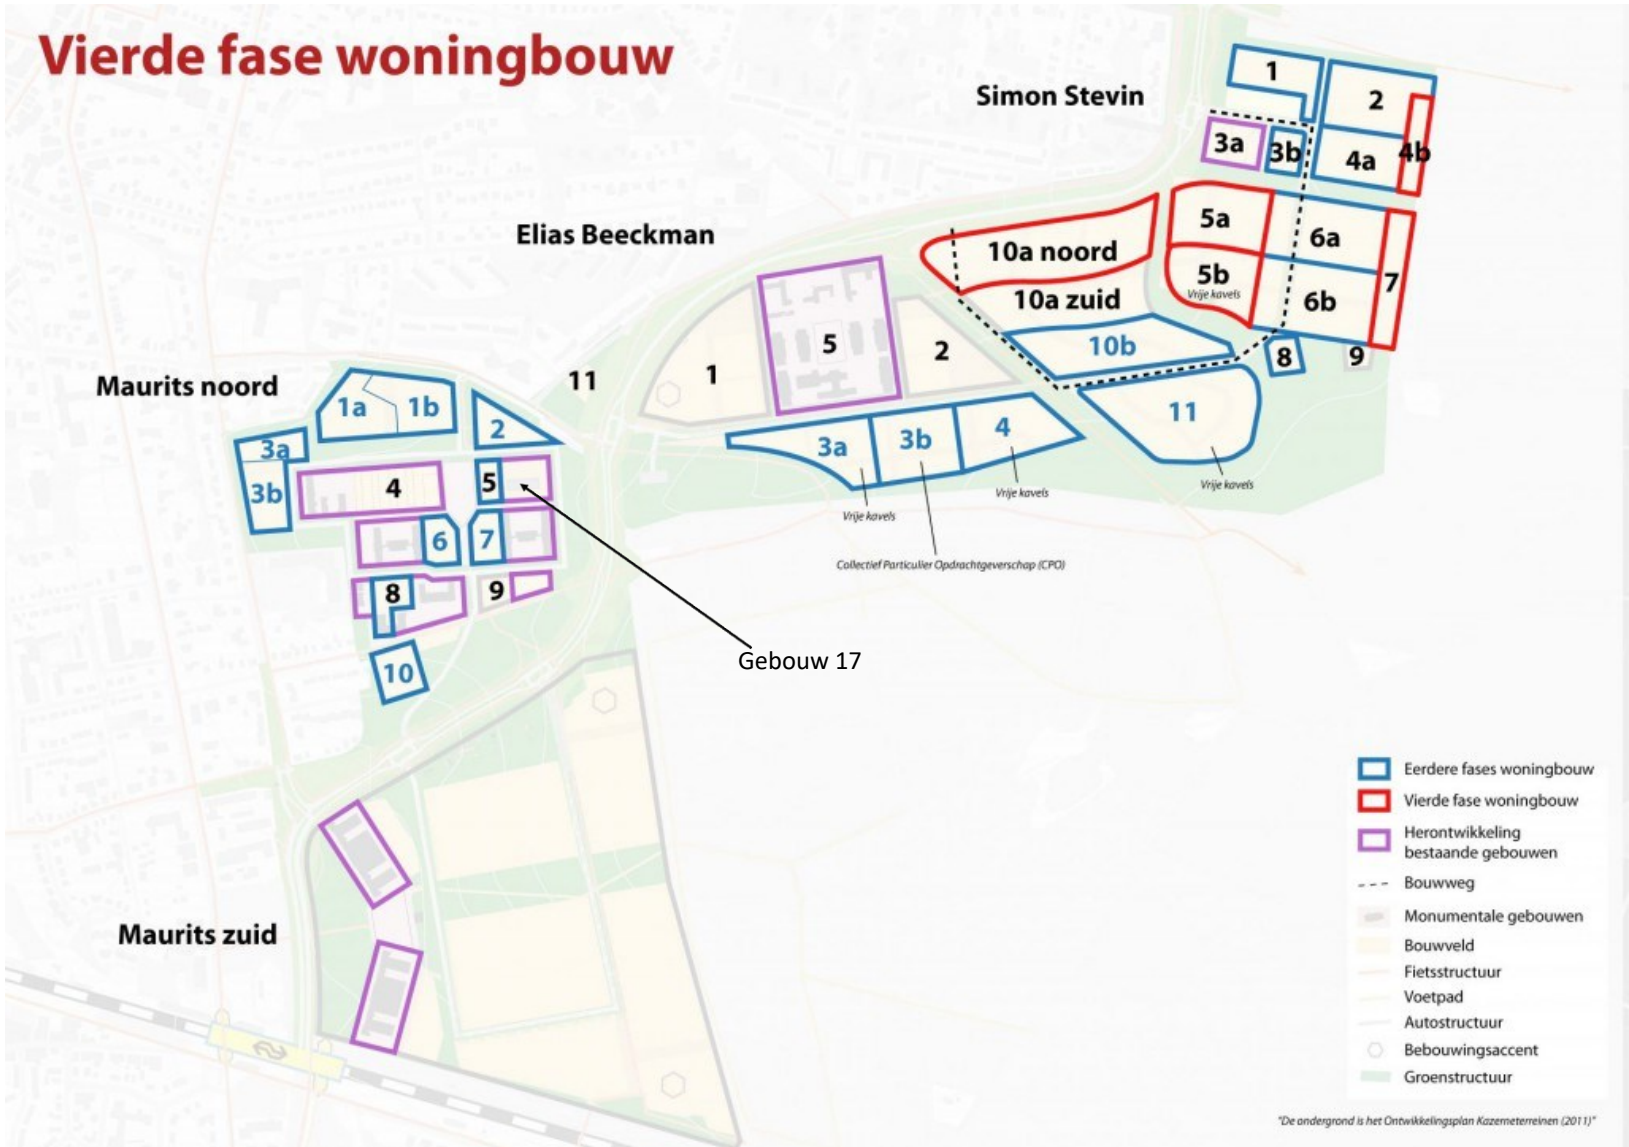 Vierde fase woningbouw
Simon Stevin
1
2
3a
3b
4a
4b
5a
6a
10a noord
5b
Vrije kavels
7
10a zuid
6b
Elias Beeckman
5
2
10b
8
9
1
11
11
Vrije kavels
3a
3b
4
Vrije kavels
Vrije kavels
Collectief Particulier Opdrachtgeverschap (CPO)
Maurits noord
1a
1b
2
3a
3b
4
5
6
7
8
9
10
Gebouw 17
Maurits zuid
Eerdere fases woningbouw
Vierde fase woningbouw
Herontwikkeling
bestaande gebouwen
Bouwweg
Monumentale gebouwen
Bouwveld
Fietsstructuur
Voetpad
Autostructuur
Bebouwingsaccent
Groenstructuur
"De ondergrond is het Ontwikkelingsplan Kazerneterreinen (2011)"